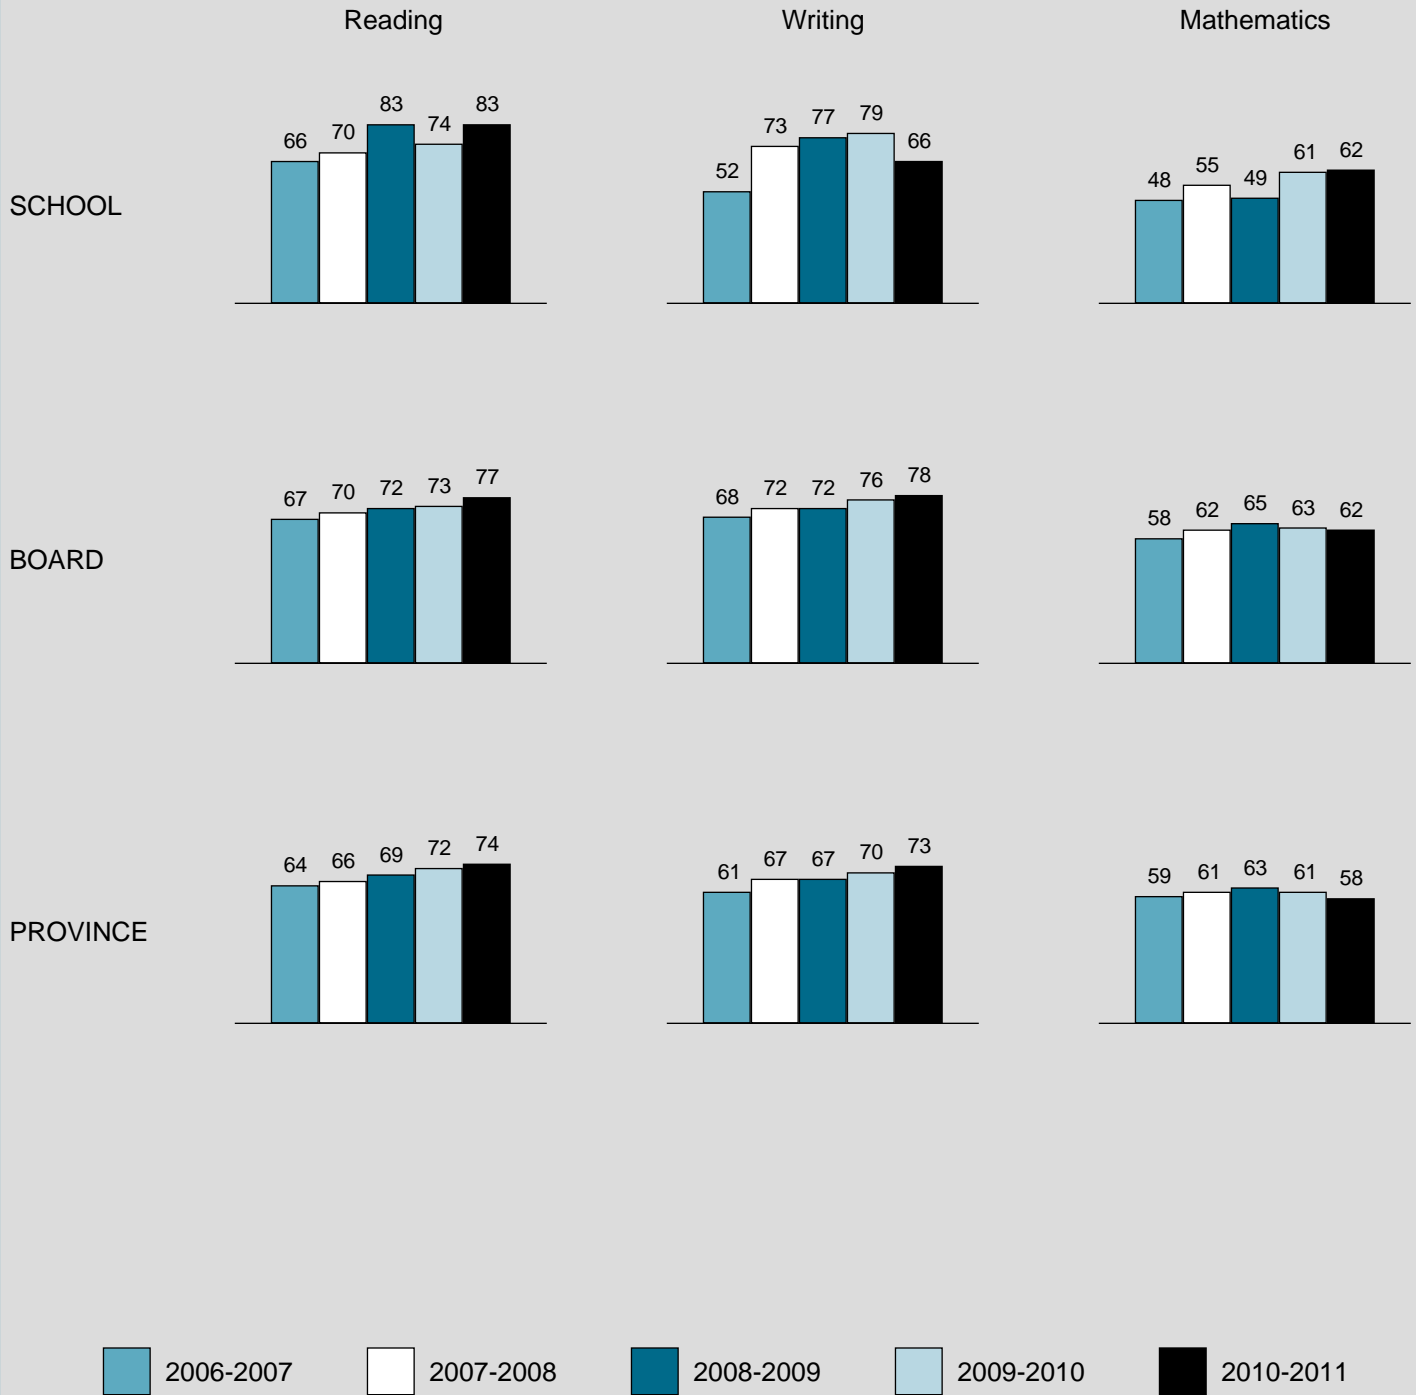 Reading Writing Mathematics
SCHOOL
66 70 83 74 83
52 73 77 79 66
48 55 49 61 62
BOARD
67 70 72 73 77
68 72 72 76 78
58 62 65 63 62
PROVINCE
64 66 69 72 74
61 67 67 70 73
59 61 63 61 58
2006-2007 2007-2008 2008-2009 2009-2010 2010-2011